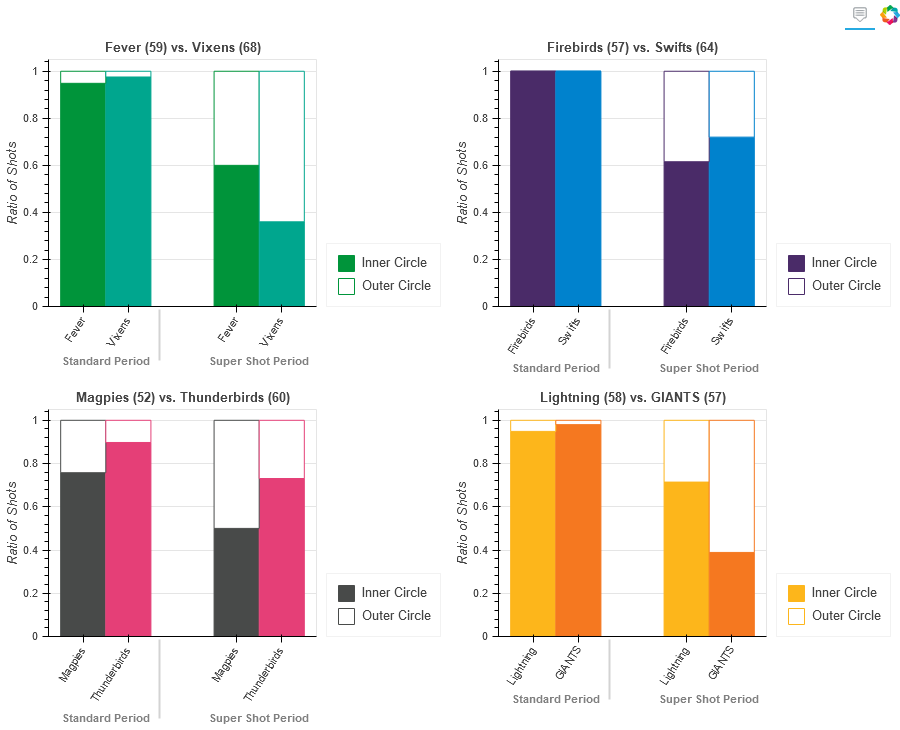 Fever (59) vs. Vixens (68)
Ratio of Shots
1
0.8
0.6
0.4
0.2
0
Fever
Vixens
Fever
Vixens
Standard Period
Super Shot Period
Inner Circle
Outer Circle
Firebirds (57) vs. Swifts (64)
Ratio of Shots
1
0.8
0.6
0.4
0.2
0
Firebirds
Swifts
Firebirds
Swifts
Standard Period
Super Shot Period
Inner Circle
Outer Circle
Magpies (52) vs. Thunderbirds (60)
Ratio of Shots
1
0.8
0.6
0.4
0.2
0
Magpies
Thunderbirds
Magpies
Thunderbirds
Standard Period
Super Shot Period
Inner Circle
Outer Circle
Lightning (58) vs. GIANTS (57)
Ratio of Shots
1
0.8
0.6
0.4
0.2
0
Lightning
GIANTS
Lightning
GIANTS
Standard Period
Super Shot Period
Inner Circle
Outer Circle